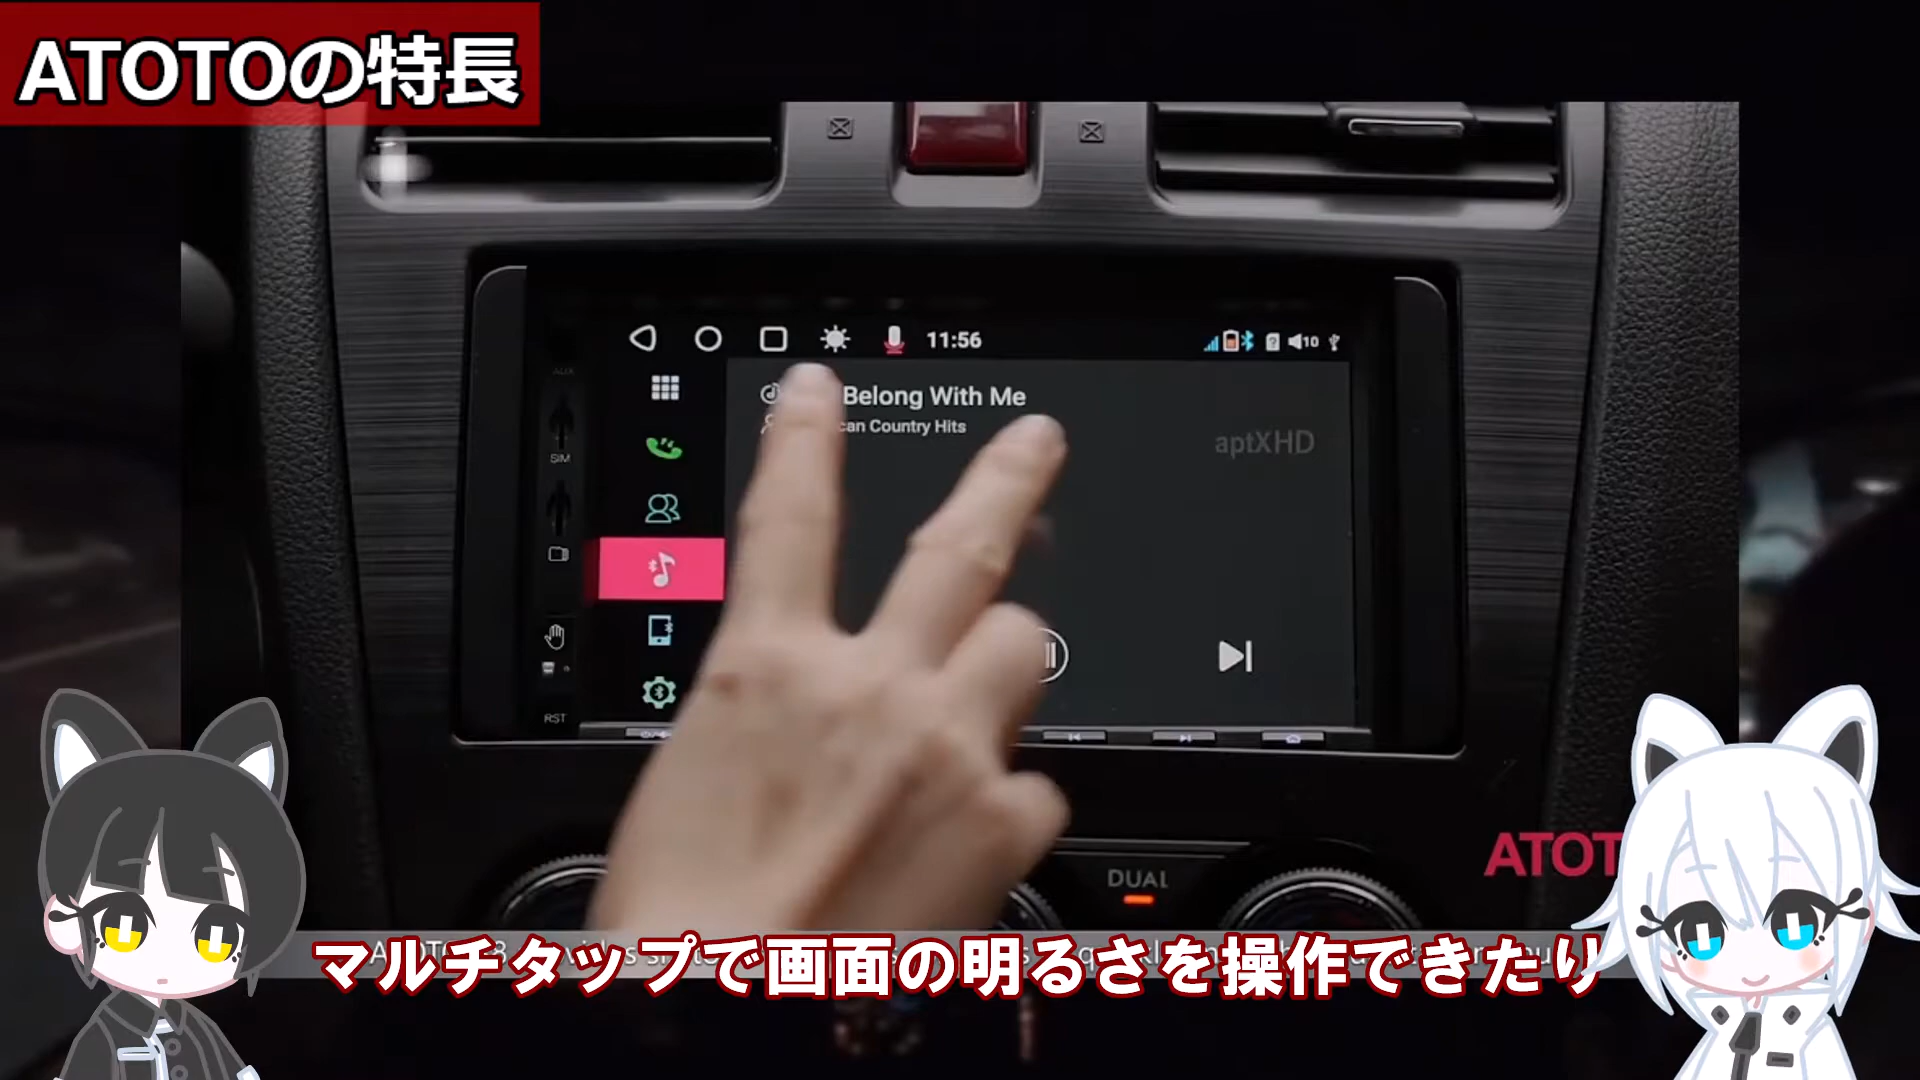 ATOTOの特長
11:56
10
Belong With Me
can Country Hits
aptXHD
AUX
SIM
RST
DUAL
ATOT
マルチタップで画面の明るさを操作できたり